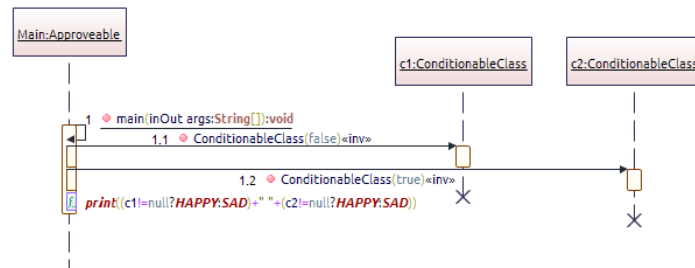 Main:Approveable
c1:ConditionableClass
c2:ConditionableClass
1 main(inOut args:String[]):void
1.1 ConditionableClass(false)«inv»
1.2 ConditionableClass(true)«inv»
f print((c1!=null?HAPPY:SAD)+" "+(c2!=null?HAPPY:SAD))